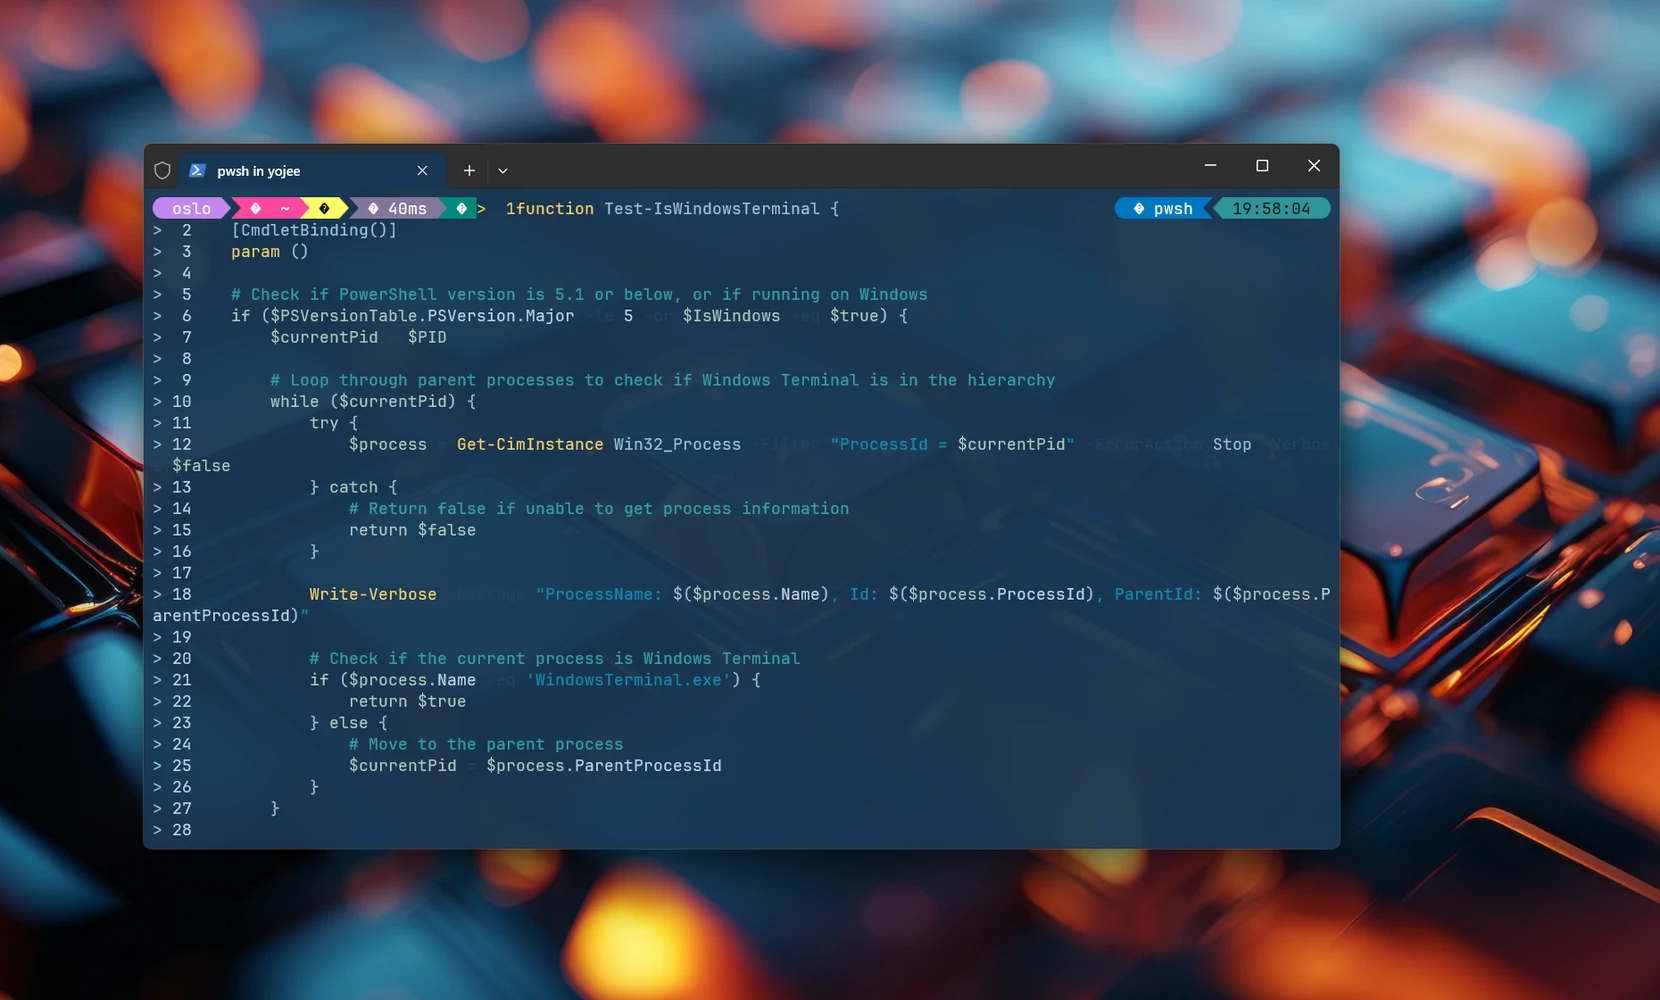 pwsh in yojee
oslo ~ 40ms > 1function Test-IsWindowsTerminal { pwsh 19:58:04
> 2 [CmdletBinding()]
> 3 param ()
> 4
> 5 # Check if PowerShell version is 5.1 or below, or if running on Windows
> 6 if ($PSVersionTable.PSVersion.Major -le 5 -or $IsWindows -eq $true) {
> 7 $currentPid $PID
> 8
> 9 # Loop through parent processes to check if Windows Terminal is in the hierarchy
> 10 while ($currentPid) {
> 11 try {
> 12 $process = Get-CimInstance Win32_Process -Filter "ProcessId = $currentPid" -ErrorAction Stop -Verbos
$false
> 13 } catch {
> 14 # Return false if unable to get process information
> 15 return $false
> 16 }
> 17
> 18 Write-Verbose -Message "ProcessName: $($process.Name), Id: $($process.ProcessId), ParentId: $($process.P
arentProcessId)"
> 19
> 20 # Check if the current process is Windows Terminal
> 21 if ($process.Name -eq 'WindowsTerminal.exe') {
> 22 return $true
> 23 } else {
> 24 # Move to the parent process
> 25 $currentPid = $process.ParentProcessId
> 26 }
> 27 }
> 28